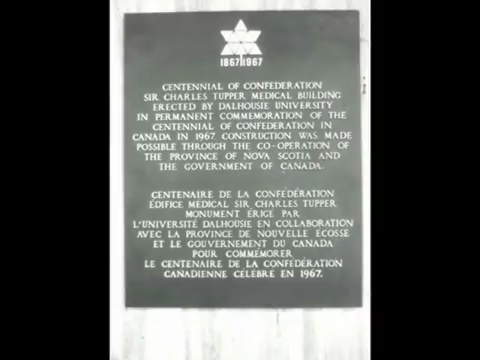 1867 1967
CENTENNIAL OF CONFEDERATION
SIR CHARLES TUPPER MEDICAL BUILDING
ERECTED BY DALHOUSIE UNIVERSITY
IN PERMANENT COMMEMORATION OF THE
CENTENNIAL OF CONFEDERATION IN
CANADA IN 1967 CONSTRUCTION WAS MADE
POSSIBLE THROUGH THE CO-OPERATION OF
THE PROVINCE OF NOVA SCOTIA AND
THE GOVERNMENT OF CANADA.
CENTENAIRE DE LA CONFÉDÉRATION
ÉDIFICE MEDICAL SIR CHARLES TUPPER
MONUMENT ÉRIGÉ PAR
L'UNIVERSITÉ DALHOUSIE EN COLLABORATION
AVEC LA PROVINCE DE NOUVELLE ECOSSE
ET LE GOUVERNEMENT DU CANADA
POUR COMMÉMORER
LE CENTENAIRE DE LA CONFÉDÉRATION
CANADIENNE CÉLÉBRÉ EN 1967.